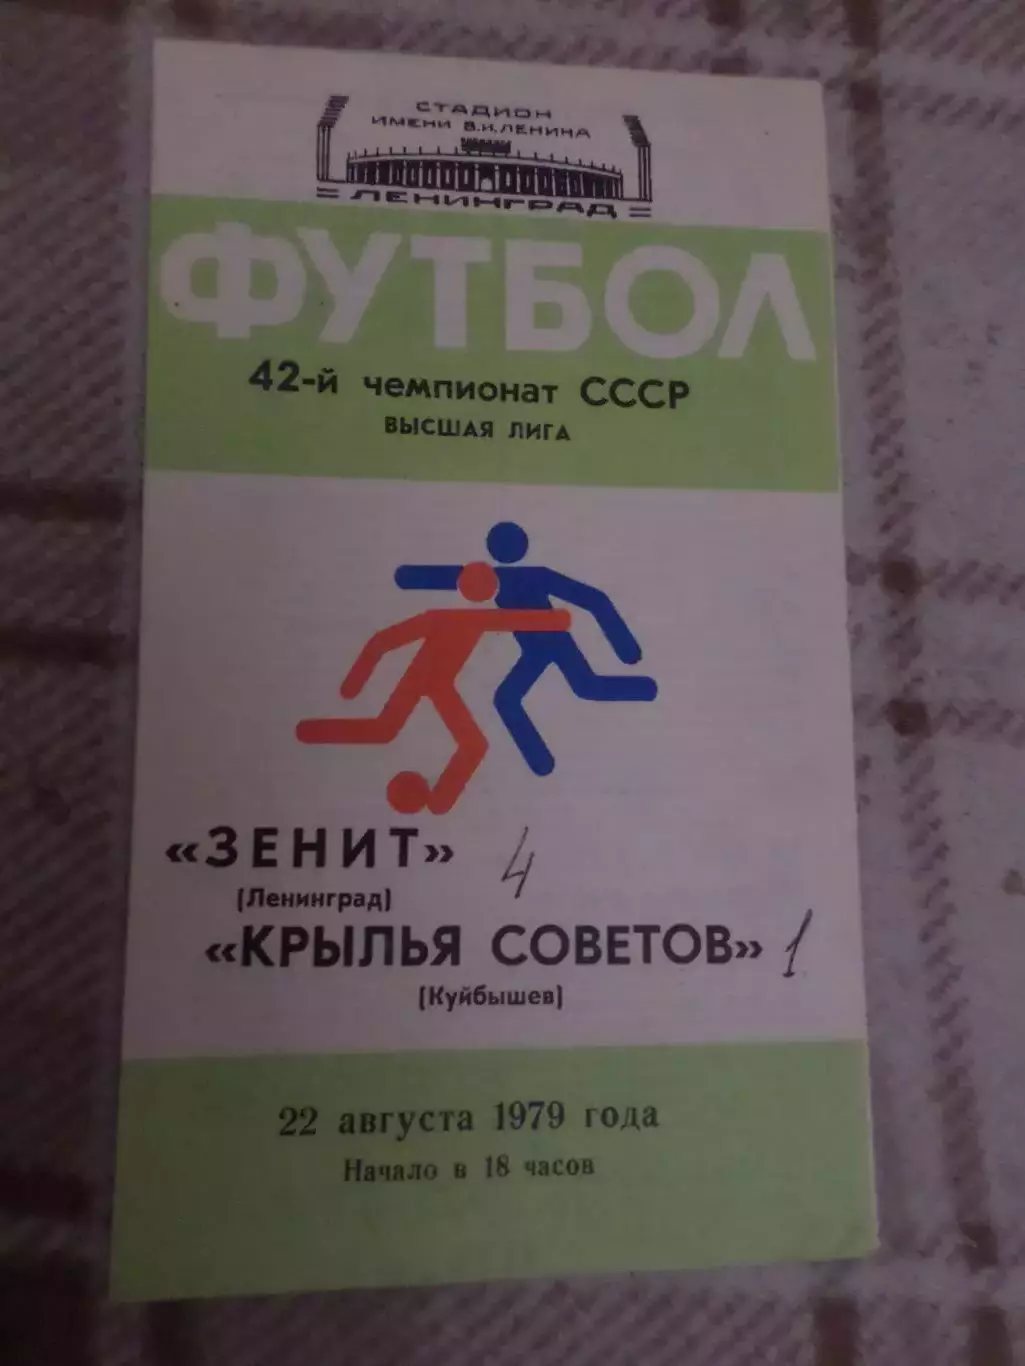 СТАДИОН
ИМЕНИ В.И.ЛЕНИНА
= ЛЕНИНГРАД =
ФУТБОЛ
42-й чемпионат СССР
ВЫСШАЯ ЛИГА
«ЗЕНИТ» 4
(Ленинград)
«КРЫЛЬЯ СОВЕТОВ» 1
(Куйбышев)
22 августа 1979 года
Начало в 18 часов